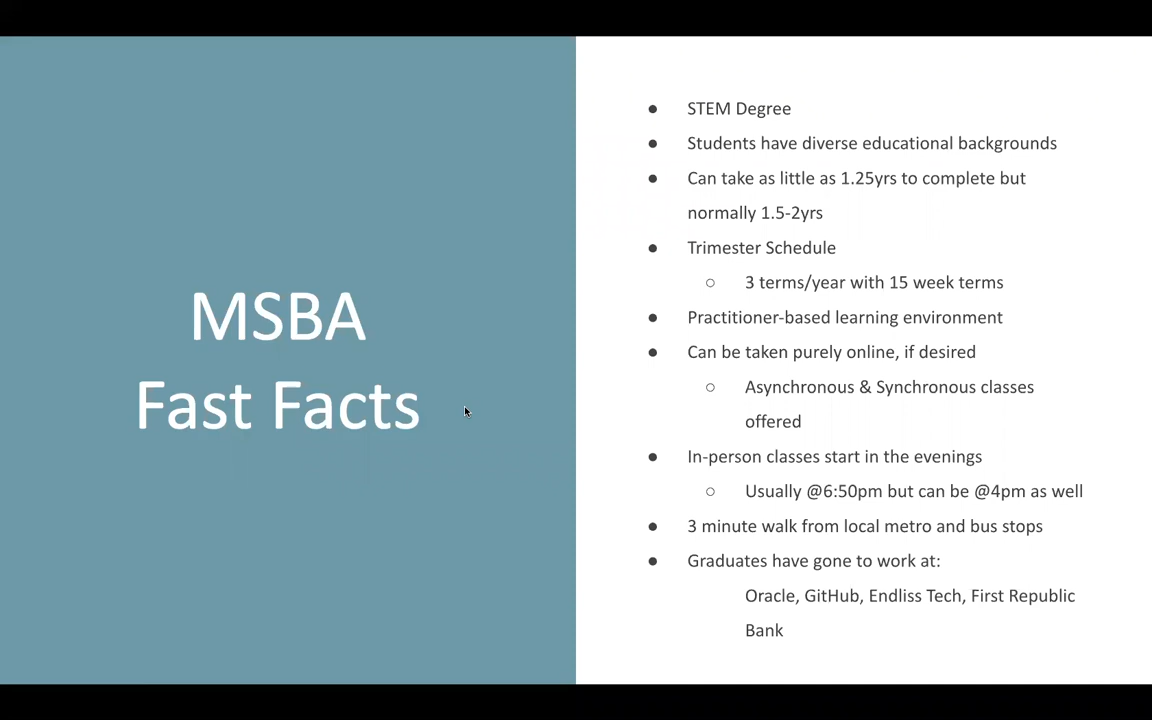 MSBA
Fast Facts
● STEM Degree
● Students have diverse educational backgrounds
● Can take as little as 1.25yrs to complete but
normally 1.5-2yrs
● Trimester Schedule
○ 3 terms/year with 15 week terms
● Practitioner-based learning environment
● Can be taken purely online, if desired
○ Asynchronous & Synchronous classes
offered
● In-person classes start in the evenings
○ Usually @6:50pm but can be @4pm as well
● 3 minute walk from local metro and bus stops
● Graduates have gone to work at:
Oracle, GitHub, Endliss Tech, First Republic
Bank